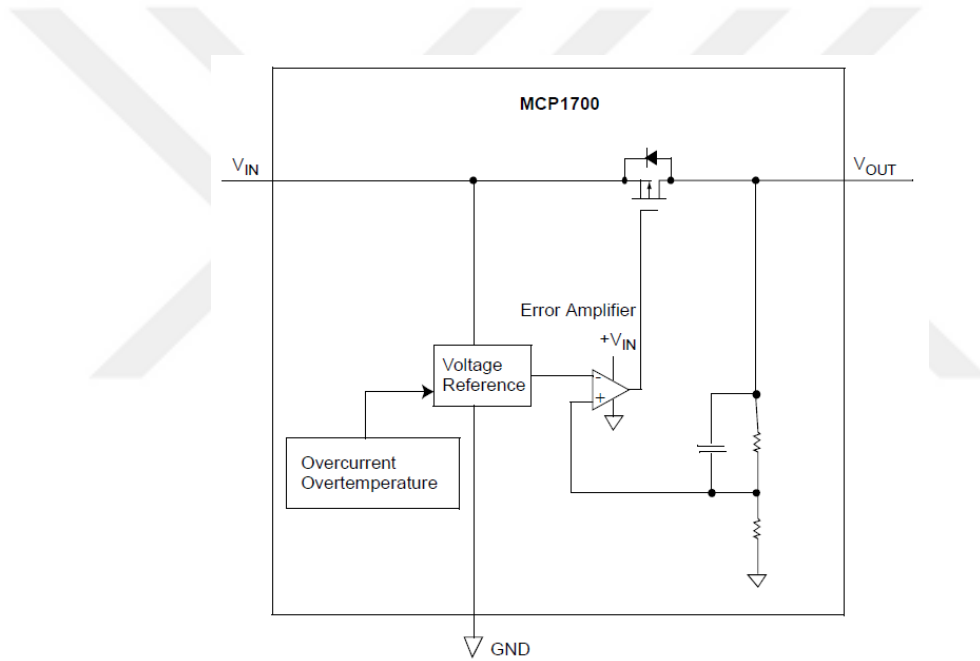 MCP1700
VIN
VOUT
Error Amplifier
+VIN
Voltage
Reference
-
+
Overcurrent
Overtemperature
GND